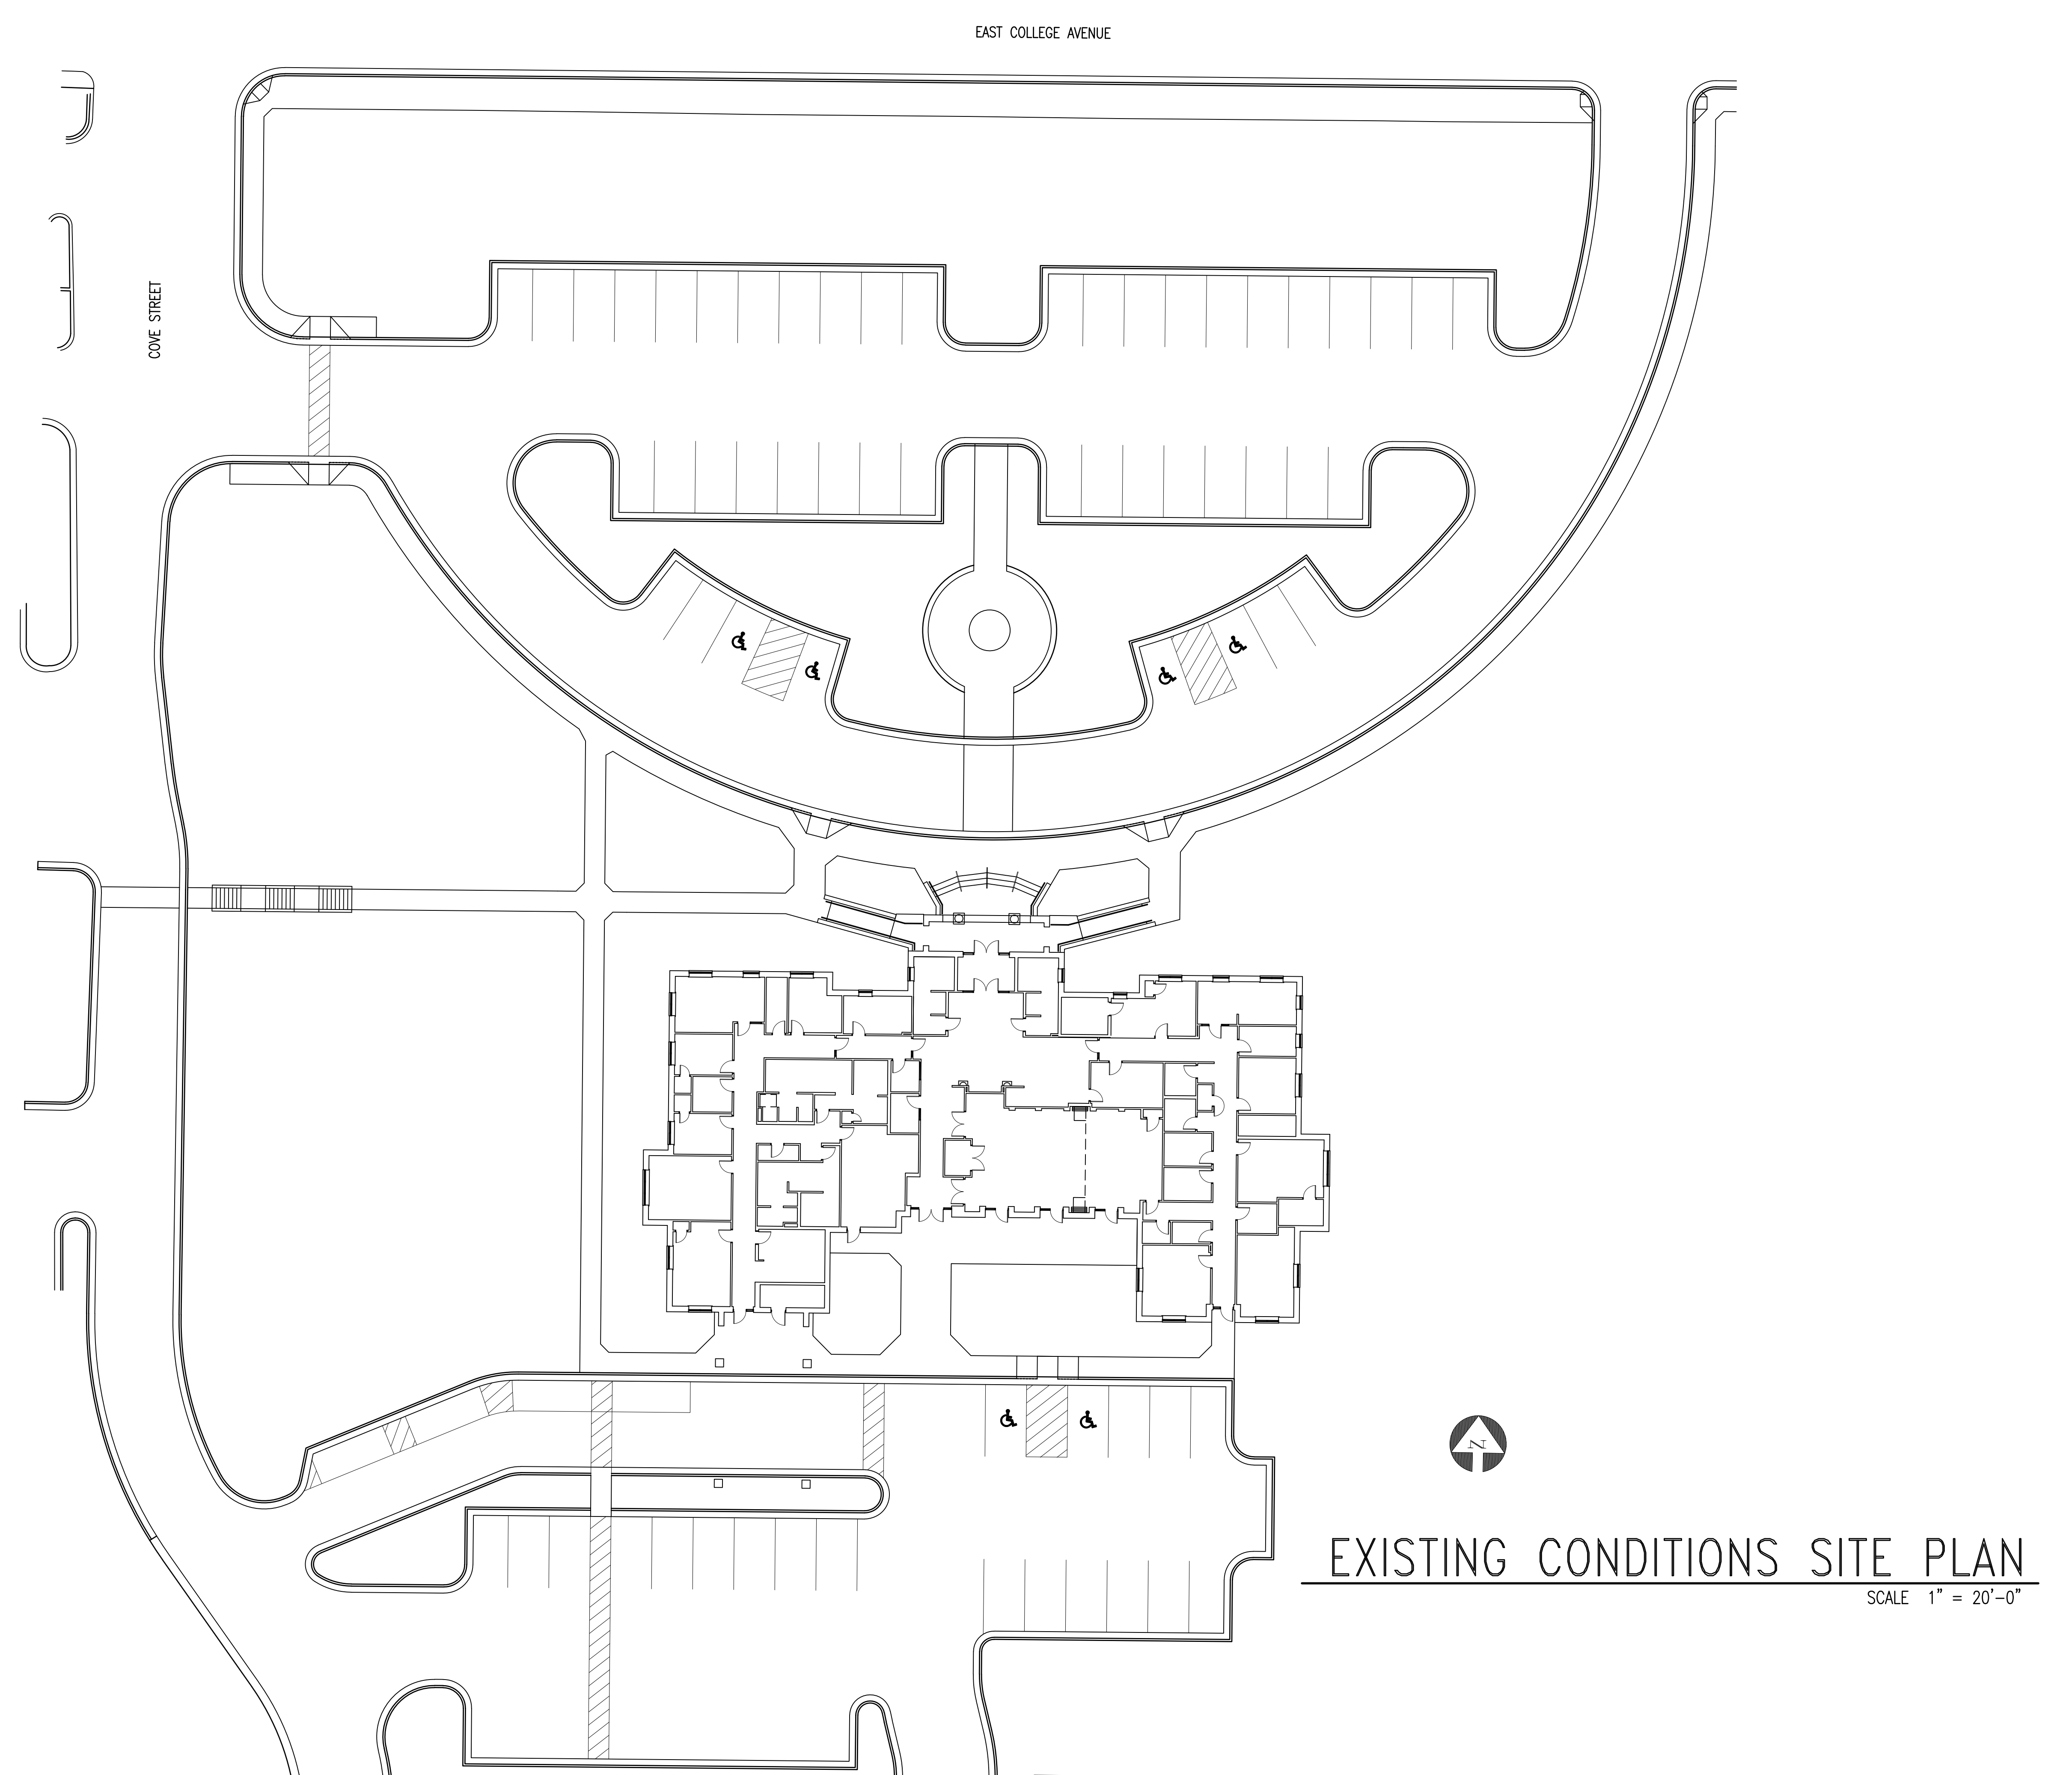 EAST COLLEGE AVENUE
COVE STREET
N
EXISTING CONDITIONS SITE PLAN
SCALE 1" = 20'-0"